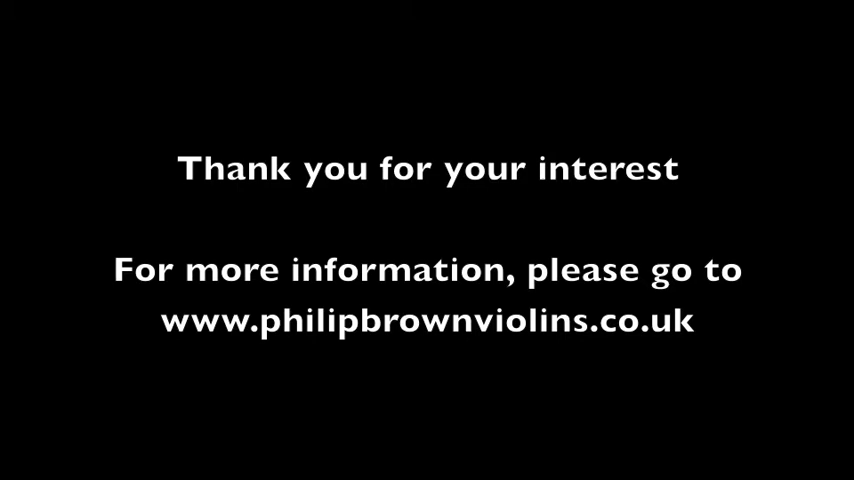 Thank you for your interest
For more information, please go to
www.philipbrownviolins.co.uk